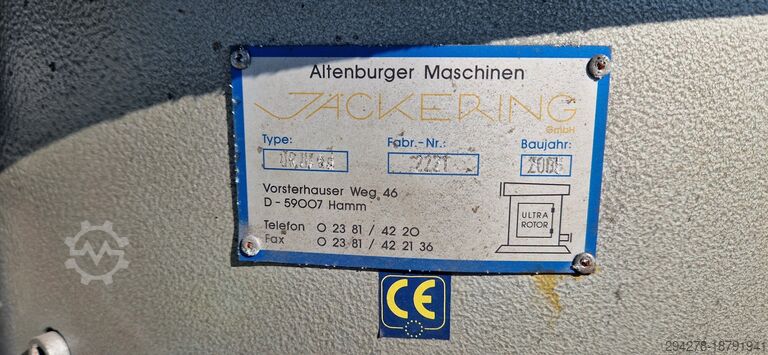 Altenburger Maschinen
JÄCKERING
GmbH
Type: Fabr.-Nr.: Baujahr:
2221
Vorsterhauser Weg 46
D - 59007 Hamm
Telefon 0 23 81 / 42 20
Fax 0 23 81 / 42 21 36
ULTRA
ROTOR
CE
294276-18791941